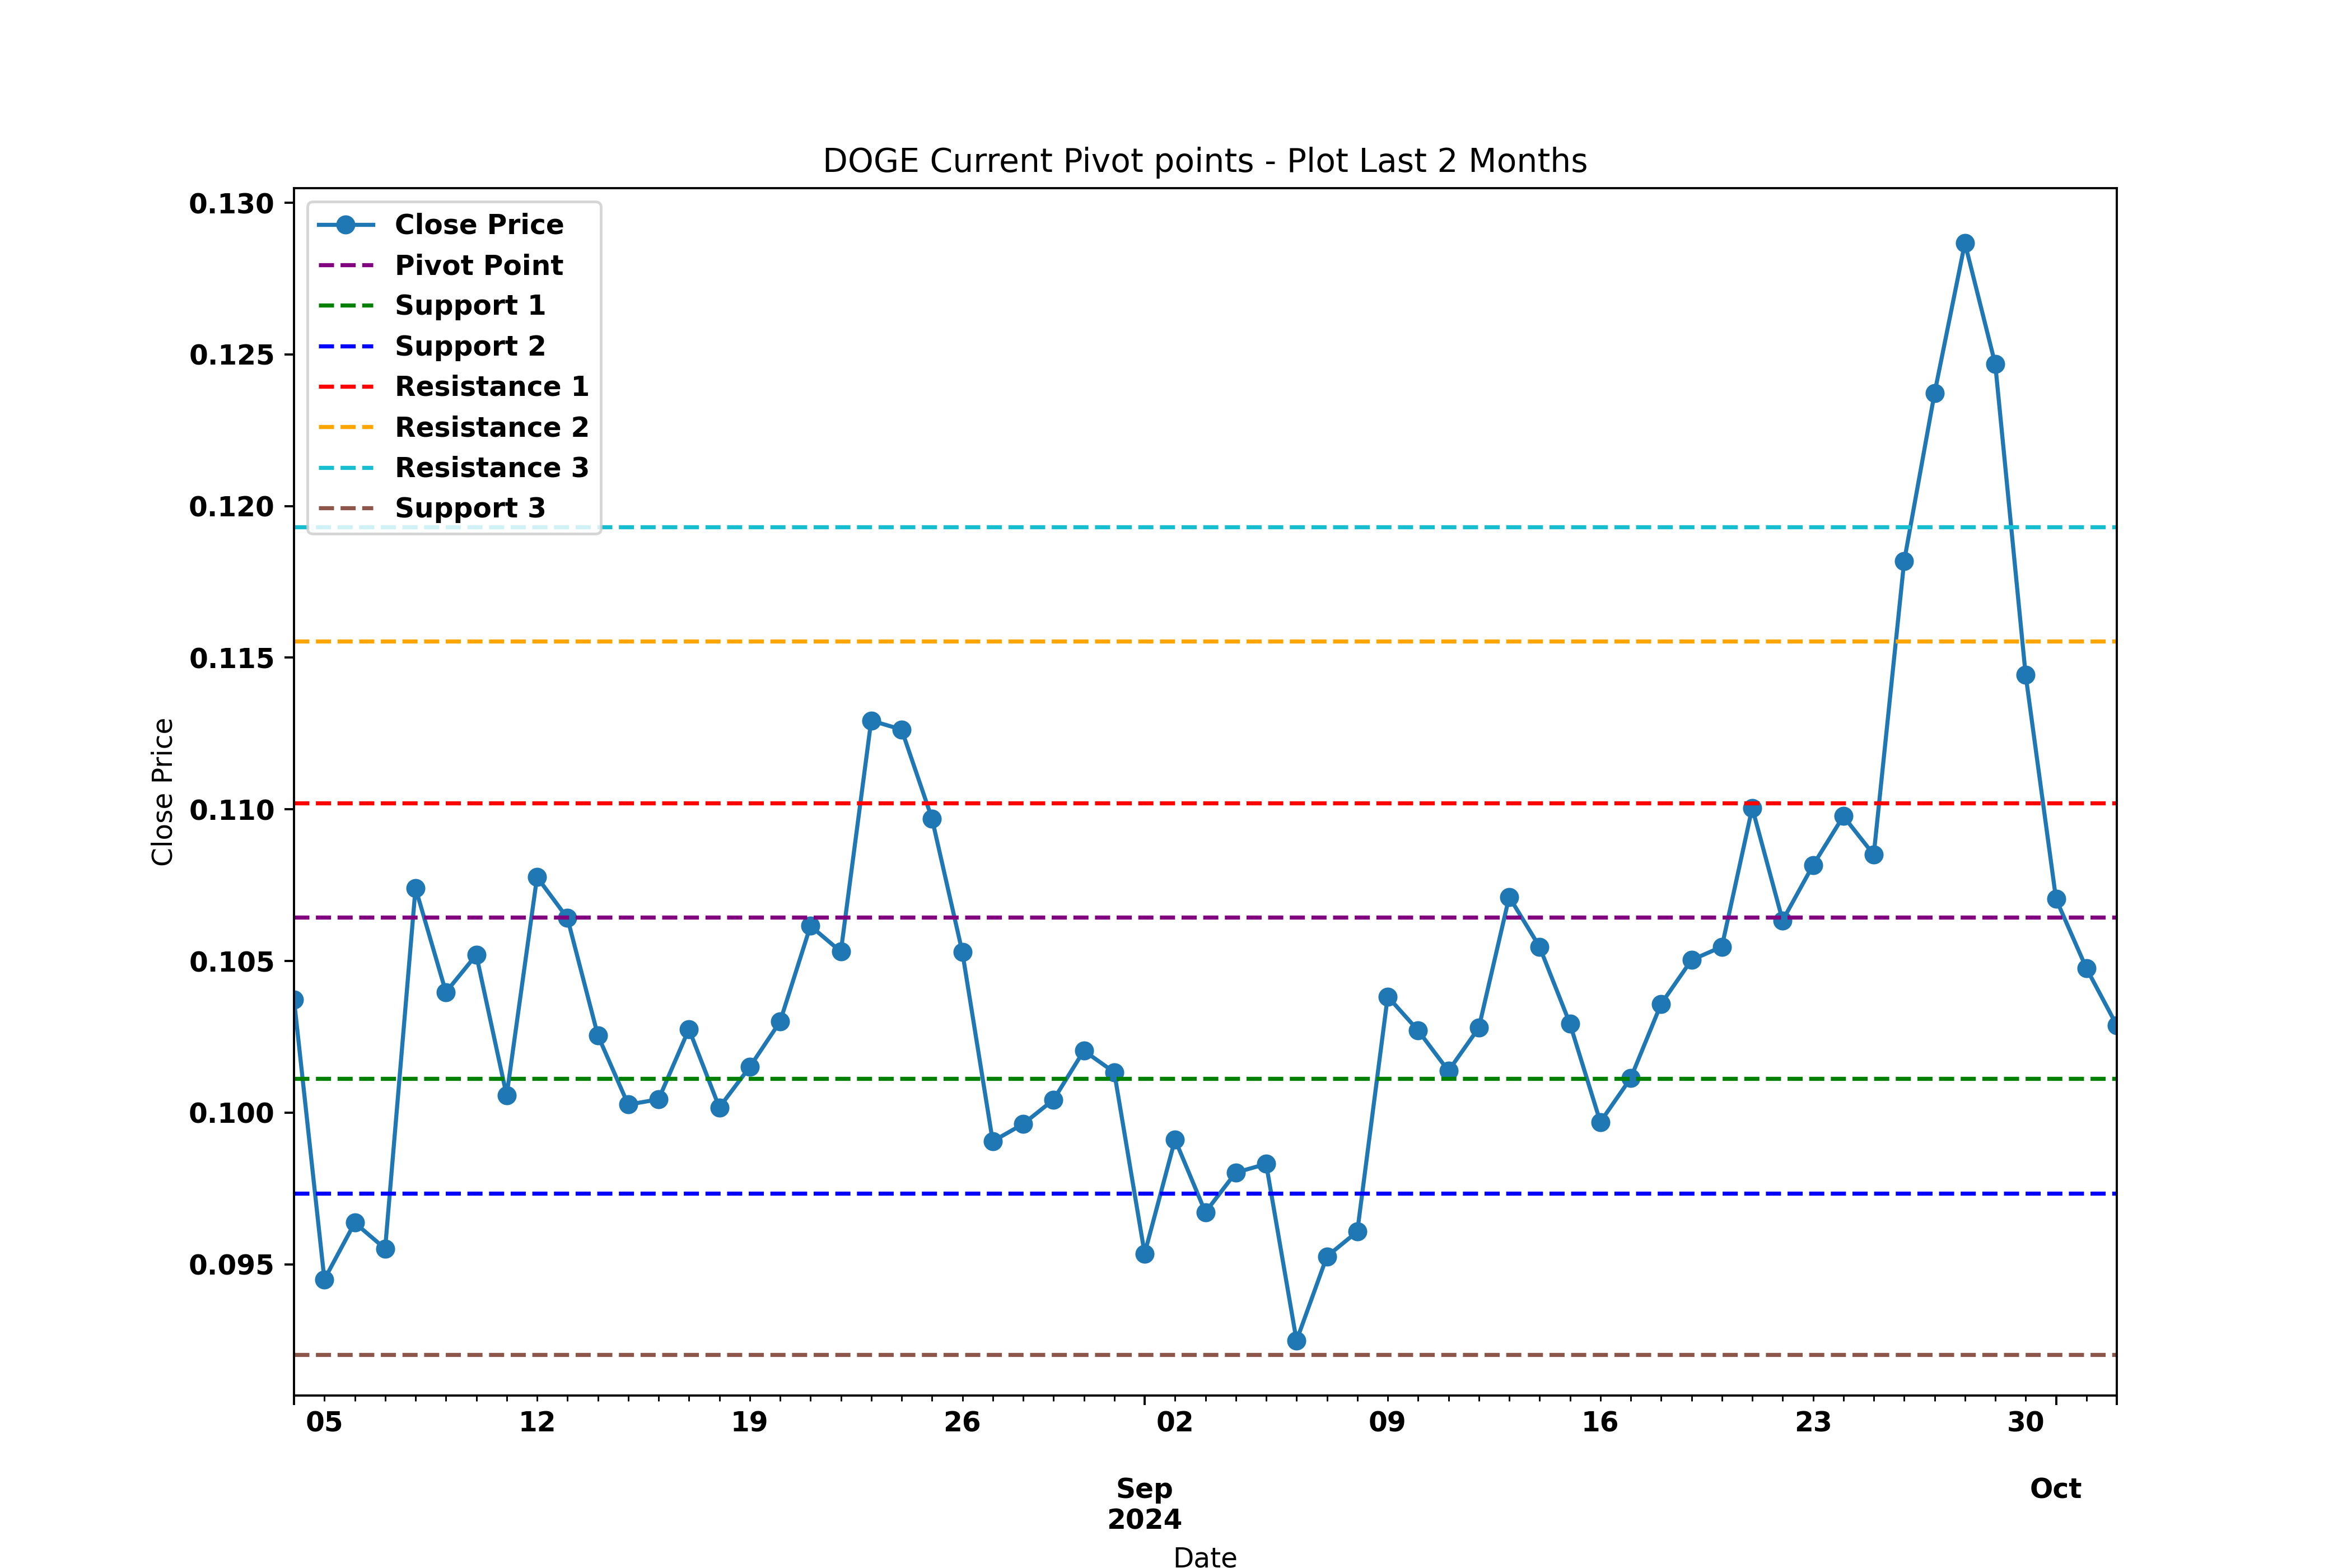 DOGE Current Pivot points - Plot Last 2 Months
0.130
0.125
0.120
0.115
0.110
0.105
0.100
0.095
Close Price
Close Price
Pivot Point
Support 1
Support 2
Resistance 1
Resistance 2
Resistance 3
Support 3
05 12 19 26 02 09 16 23 30
Sep Oct
2024
Date